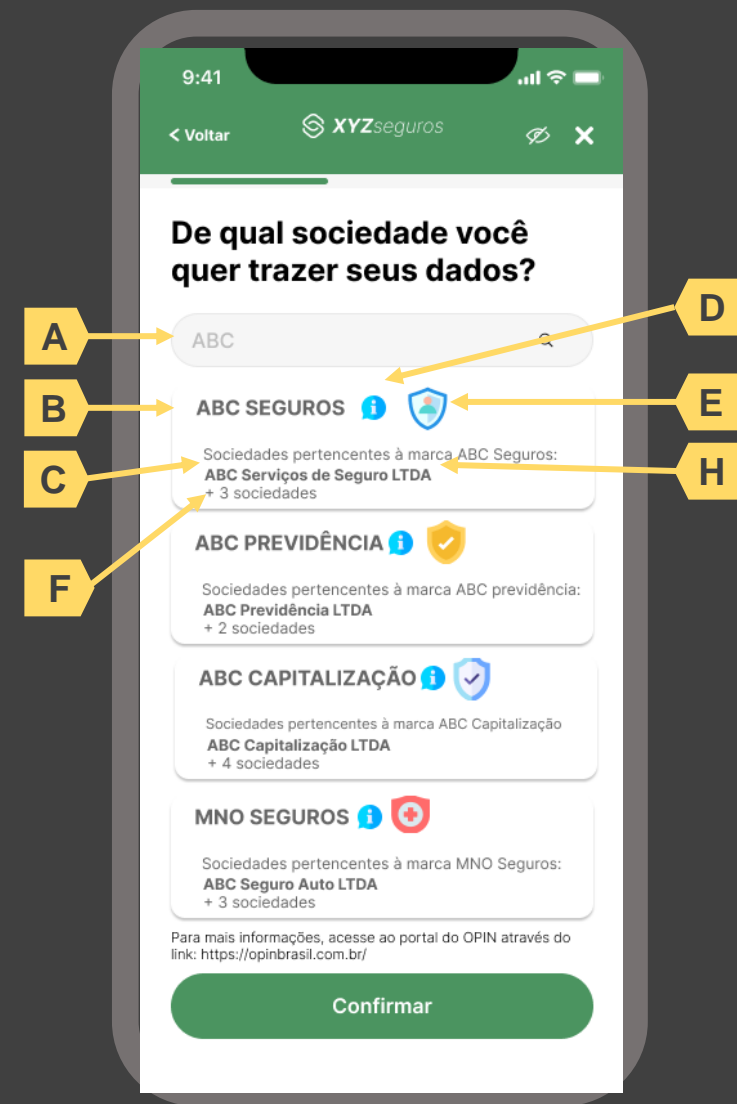 9:41
< Voltar
XYZseguros
De qual sociedade você
quer trazer seus dados?
A
ABC
D
B
ABC SEGUROS
E
C
Sociedades pertencentes à marca ABC Seguros:
ABC Serviços de Seguro LTDA
+ 3 sociedades
H
F
ABC PREVIDÊNCIA
Sociedades pertencentes à marca ABC previdência:
ABC Previdência LTDA
+ 2 sociedades
ABC CAPITALIZAÇÃO
Sociedades pertencentes à marca ABC Capitalização
ABC Capitalização LTDA
+ 4 sociedades
MNO SEGUROS
Sociedades pertencentes à marca MNO Seguros:
ABC Seguro Auto LTDA
+ 3 sociedades
Para mais informações, acesse ao portal do OPIN através do
link: https://opinbrasil.com.br/
Confirmar